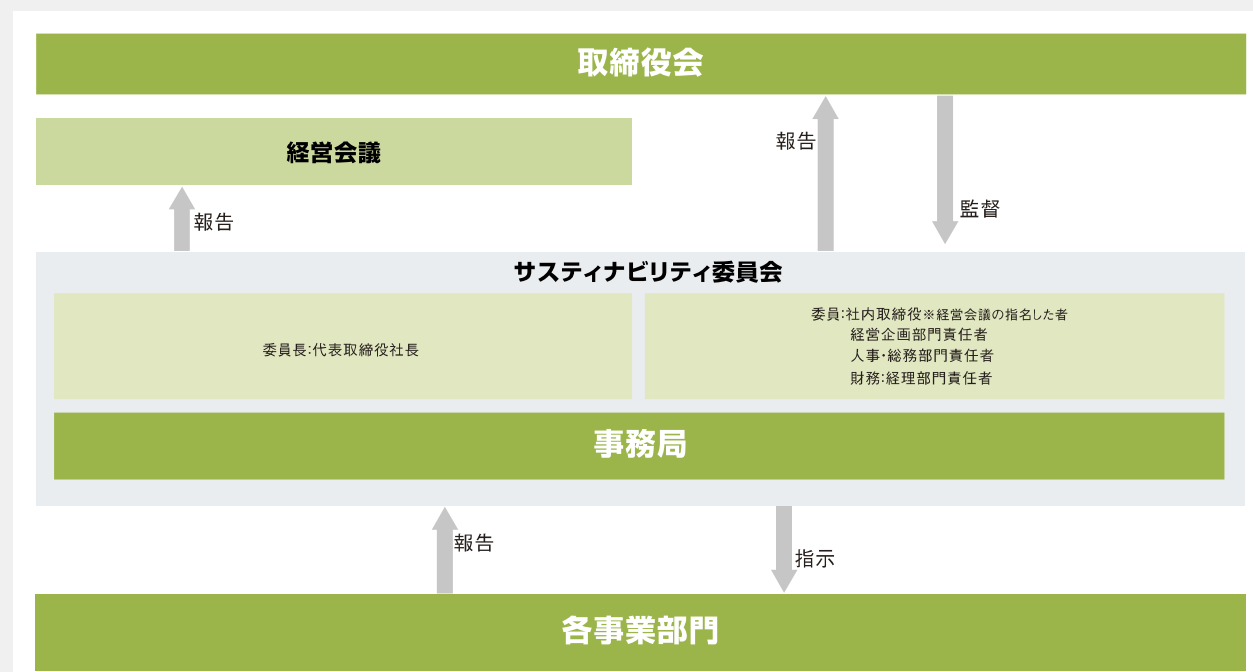 取締役会
経営会議
報告
監督
報告
サスティナビリティ委員会
委員長:代表取締役社長
委員:社内取締役※経営会議の指名した者
経営企画部門責任者
人事・総務部門責任者
財務:経理部門責任者
事務局
報告
指示
各事業部門